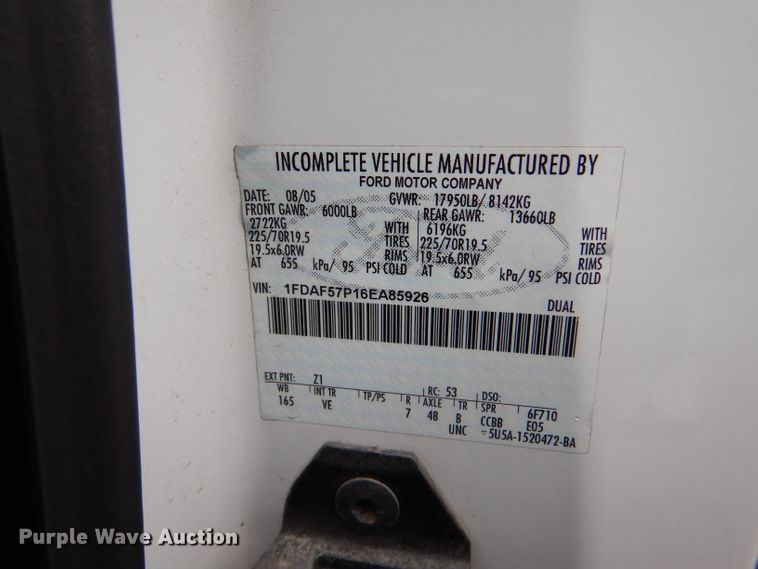 INCOMPLETE VEHICLE MANUFACTURED BY
FORD MOTOR COMPANY
DATE: 08/05 GVWR: 17950LB/ 8142KG
FRONT GAWR: 6000LB REAR GAWR: 13660LB
2722KG WITH 6196KG WITH
225/70R19.5 TIRES 225/70R19.5 TIRES
19.5x6.0RW RIMS 19.5x6.0RW RIMS
AT 655 kPa/ 95 PSI COLD AT 655 kPa/ 95 PSI COLD
VIN: 1FDAF57P16EA85926
DUAL
EXT PNT: Z1 RC: 53 DSO:
WB INT TR TP/PS R AXLE TR SPR 6F710
165 VE 7 4B B CCBB E05
UNC 5U5A-1520472-BA
Purple Wave Auction